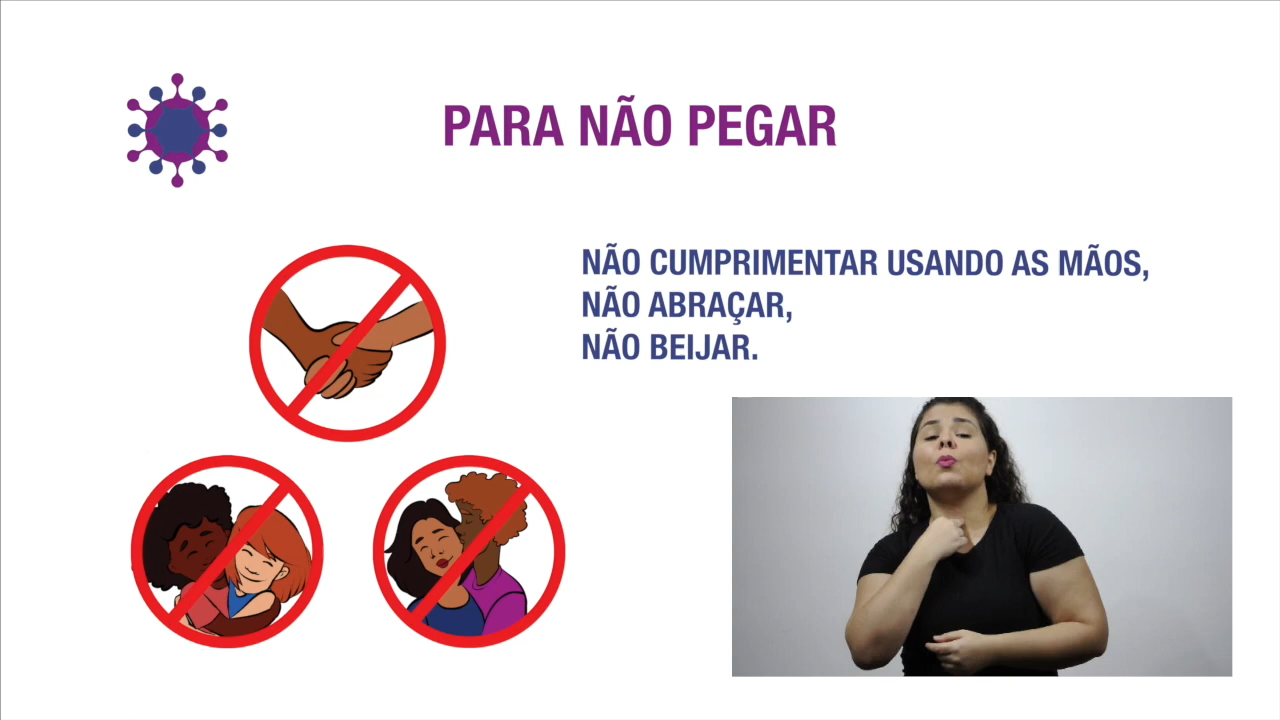 PARA NÃO PEGAR
NÃO CUMPRIMENTAR USANDO AS MÃOS,
NÃO ABRAÇAR,
NÃO BEIJAR.